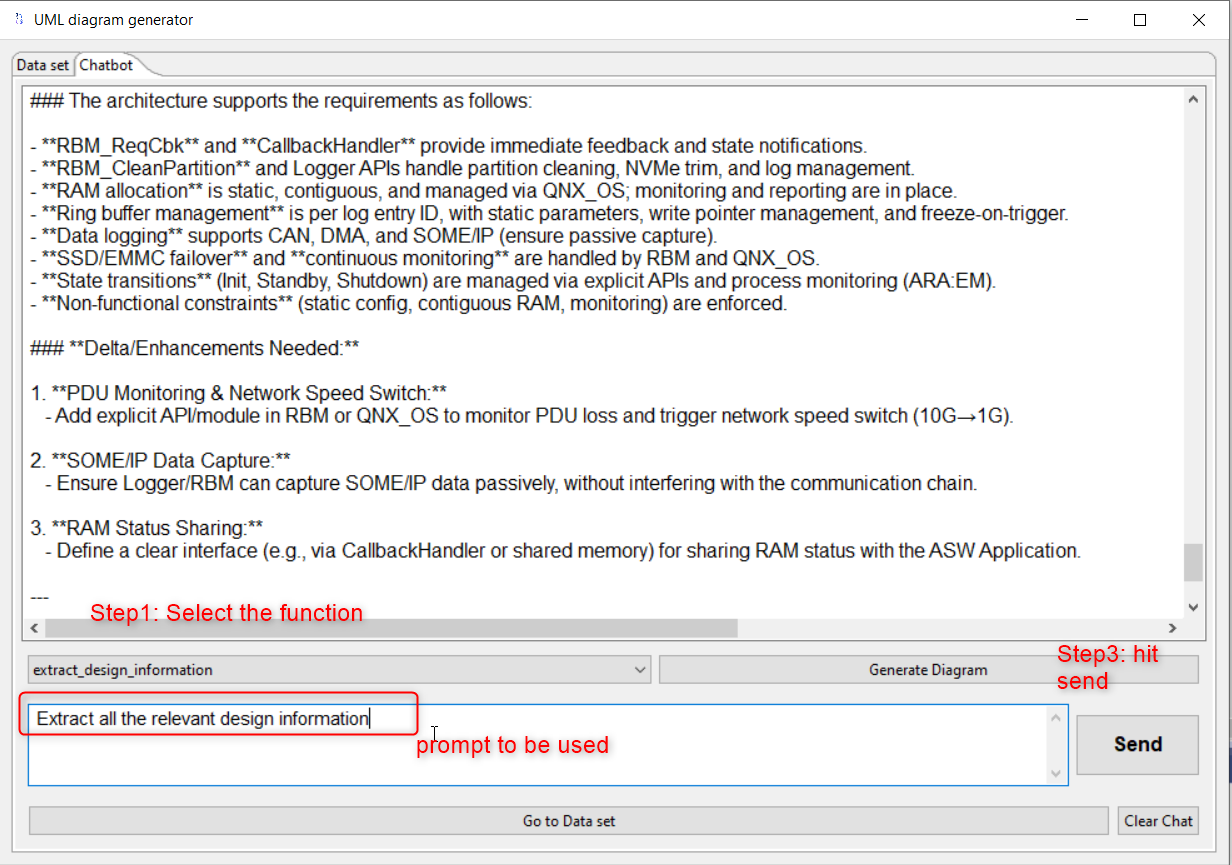 UML diagram generator
Data set
Chatbot
### The architecture supports the requirements as follows:
- **RBM_ReqCbk** and **CallbackHandler** provide immediate feedback and state notifications.
- **RBM_CleanPartition** and Logger APIs handle partition cleaning, NVMe trim, and log management.
- **RAM allocation** is static, contiguous, and managed via QNX_OS; monitoring and reporting are in place.
- **Ring buffer management** is per log entry ID, with static parameters, write pointer management, and freeze-on-trigger.
- **Data logging** supports CAN, DMA, and SOME/IP (ensure passive capture).
- **SSD/EMMC failover** and **continuous monitoring** are handled by RBM and QNX_OS.
- **State transitions** (Init, Standby, Shutdown) are managed via explicit APIs and process monitoring (ARA:EM).
- **Non-functional constraints** (static config, contiguous RAM, monitoring) are enforced.
### **Delta/Enhancements Needed:**
1. **PDU Monitoring & Network Speed Switch:**
- Add explicit API/module in RBM or QNX_OS to monitor PDU loss and trigger network speed switch (10G→1G).
2. **SOME/IP Data Capture:**
- Ensure Logger/RBM can capture SOME/IP data passively, without interfering with the communication chain.
3. **RAM Status Sharing:**
- Define a clear interface (e.g., via CallbackHandler or shared memory) for sharing RAM status with the ASW Application.
---
Step1: Select the function
extract_design_information
Generate Diagram
Step3: hit
send
Extract all the relevant design information
prompt to be used
Send
Go to Data set
Clear Chat